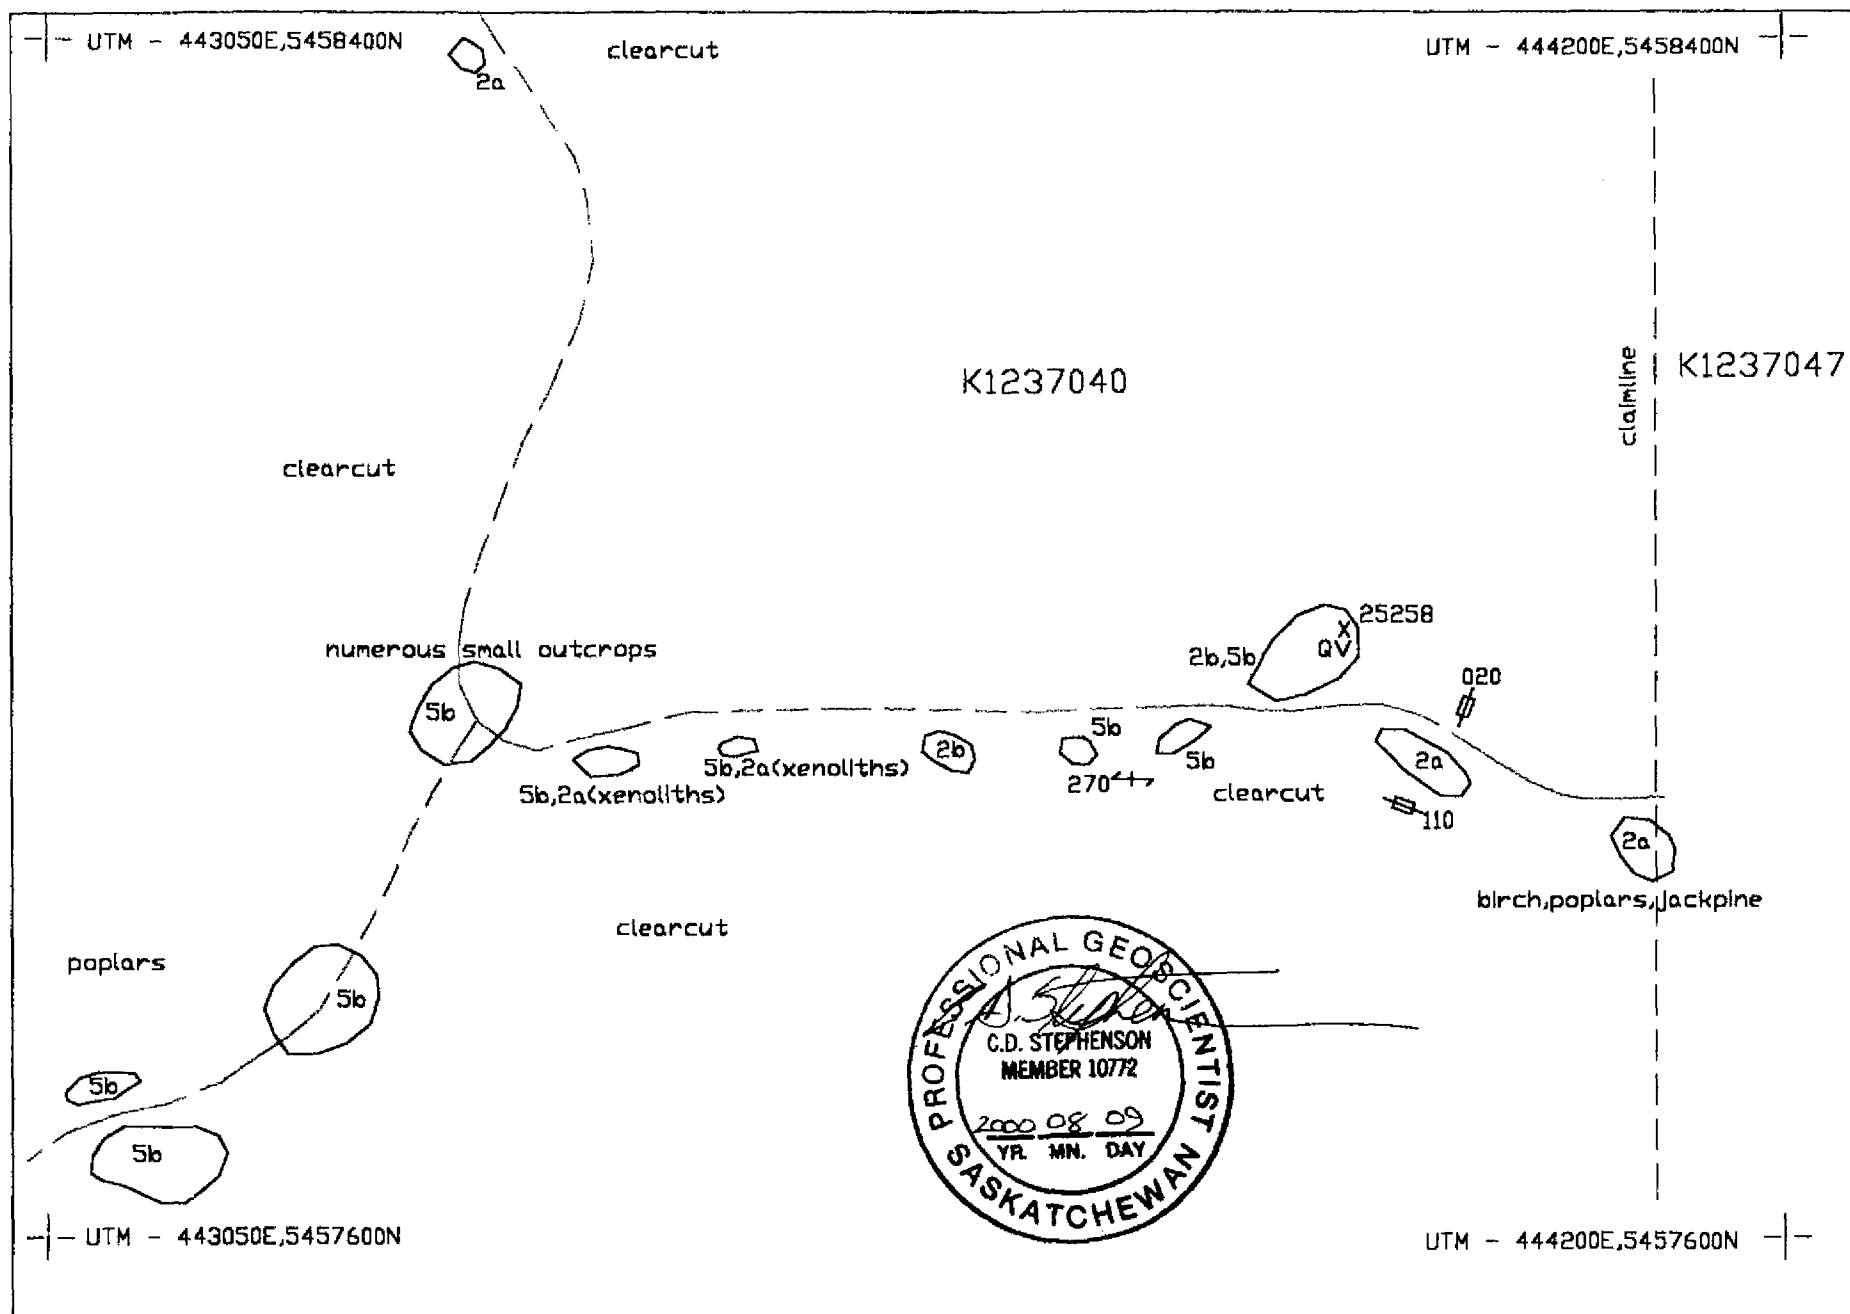 UTM - 443050E,5458400N
clearcut
UTM - 444200E,5458400N
2a
claimline
K1237047
K1237040
clearcut
25258
X
QV
numerous small outcrops
2b,5b
020
5b
5b
5b,2a(xenoliths)
2b
5b
2a
5b,2a(xenoliths)
270
clearcut
110
2a
birch,poplars,jackpine
clearcut
poplars
5b
5b
5b
PROFESSIONAL GEOSCIENTIST
C.D. STEPHENSON
MEMBER 10772
2000 08 09
YR. MN. DAY
SASKATCHEWAN
UTM - 443050E,5457600N
UTM - 444200E,5457600N